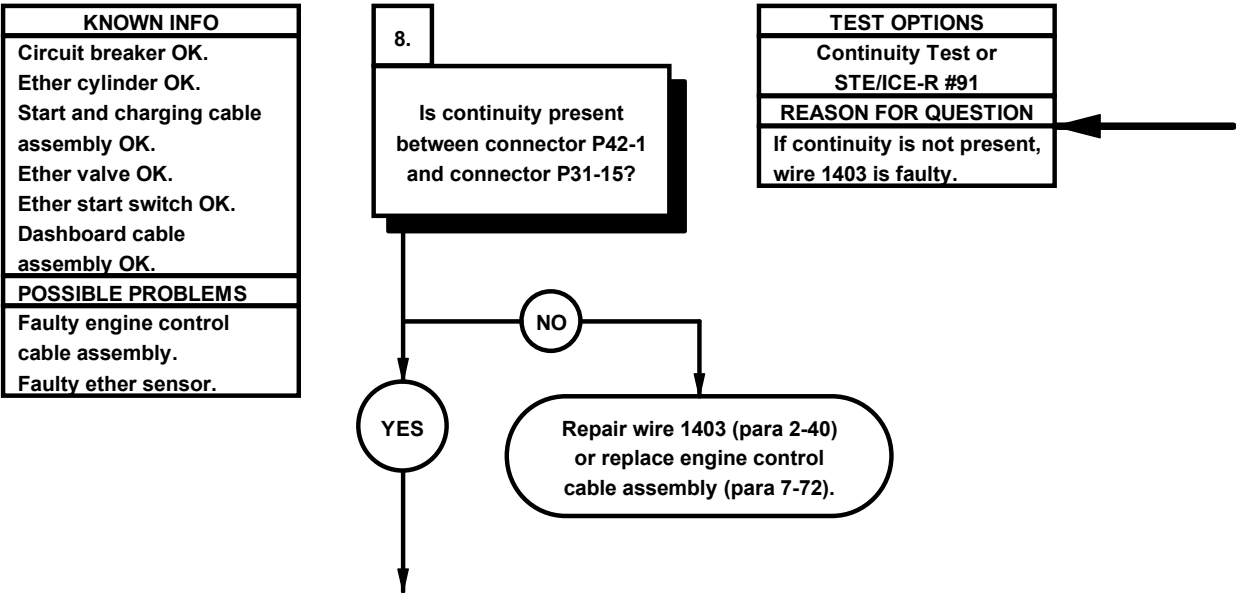 KNOWN INFO
Circuit breaker OK.
Ether cylinder OK.
Start and charging cable
assembly OK.
Ether valve OK.
Ether start switch OK.
Dashboard cable
assembly OK.
POSSIBLE PROBLEMS
Faulty engine control
cable assembly.
Faulty ether sensor.
8.
Is continuity present
between connector P42-1
and connector P31-15?
TEST OPTIONS
Continuity Test or
STE/ICE-R #91
REASON FOR QUESTION
If continuity is not present,
wire 1403 is faulty.
NO
YES
Repair wire 1403 (para 2-40)
or replace engine control
cable assembly (para 7-72).